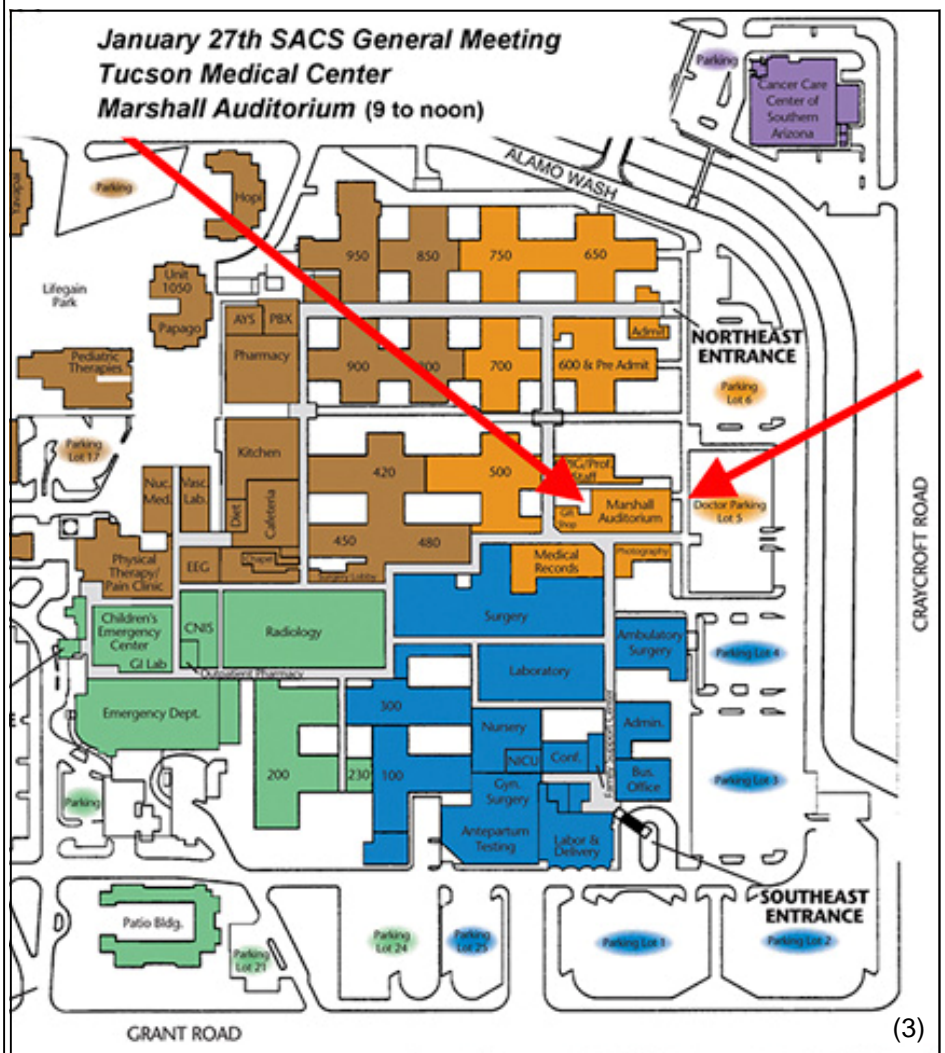 January 27th SACS General Meeting
Tucson Medical Center
Marshall Auditorium (9 to noon)
Parking
Cancer Care
Center of
Southern
Arizona
ALAMO WASH
Yavapai
Parking
Hopi
950
850
750
650
Lifegain
Park
Unit
1050
Papago
AYS
PBX
Pharmacy
Admit
NORTHEAST
ENTRANCE
Pediatric
Therapies
900
700
600 & Pre Admit
Parking
Lot 6
Parking
Lot 17
Kitchen
Nuc.
Med.
Vasc.
Lab.
Diet
Cafeteria
420
500
Staff
Gift
Shop
Marshall
Auditorium
Doctor Parking
Lot 5
CRAYCROFT ROAD
450
480
Physical
Therapy/
Pain Clinic
EEG
Chapel
Surgery Lobby
Medical
Records
Photography
Children's
Emergency
Center
GI Lab
CNIS
Radiology
Surgery
Ambulatory
Surgery
Parking Lot 4
Outpatient Pharmacy
Laboratory
Emergency Dept.
300
Nursery
NICU
Conf.
Family Support Center
Admin.
Bus.
Office
Parking Lot 3
Parking
200
230
100
Gyn.
Surgery
Antepartum
Testing
Labor &
Delivery
SOUTHEAST
ENTRANCE
Patio Bldg.
Parking
Lot 21
Parking
Lot 24
Parking
Lot 25
Parking Lot 1
Parking Lot 2
GRANT ROAD
(3)